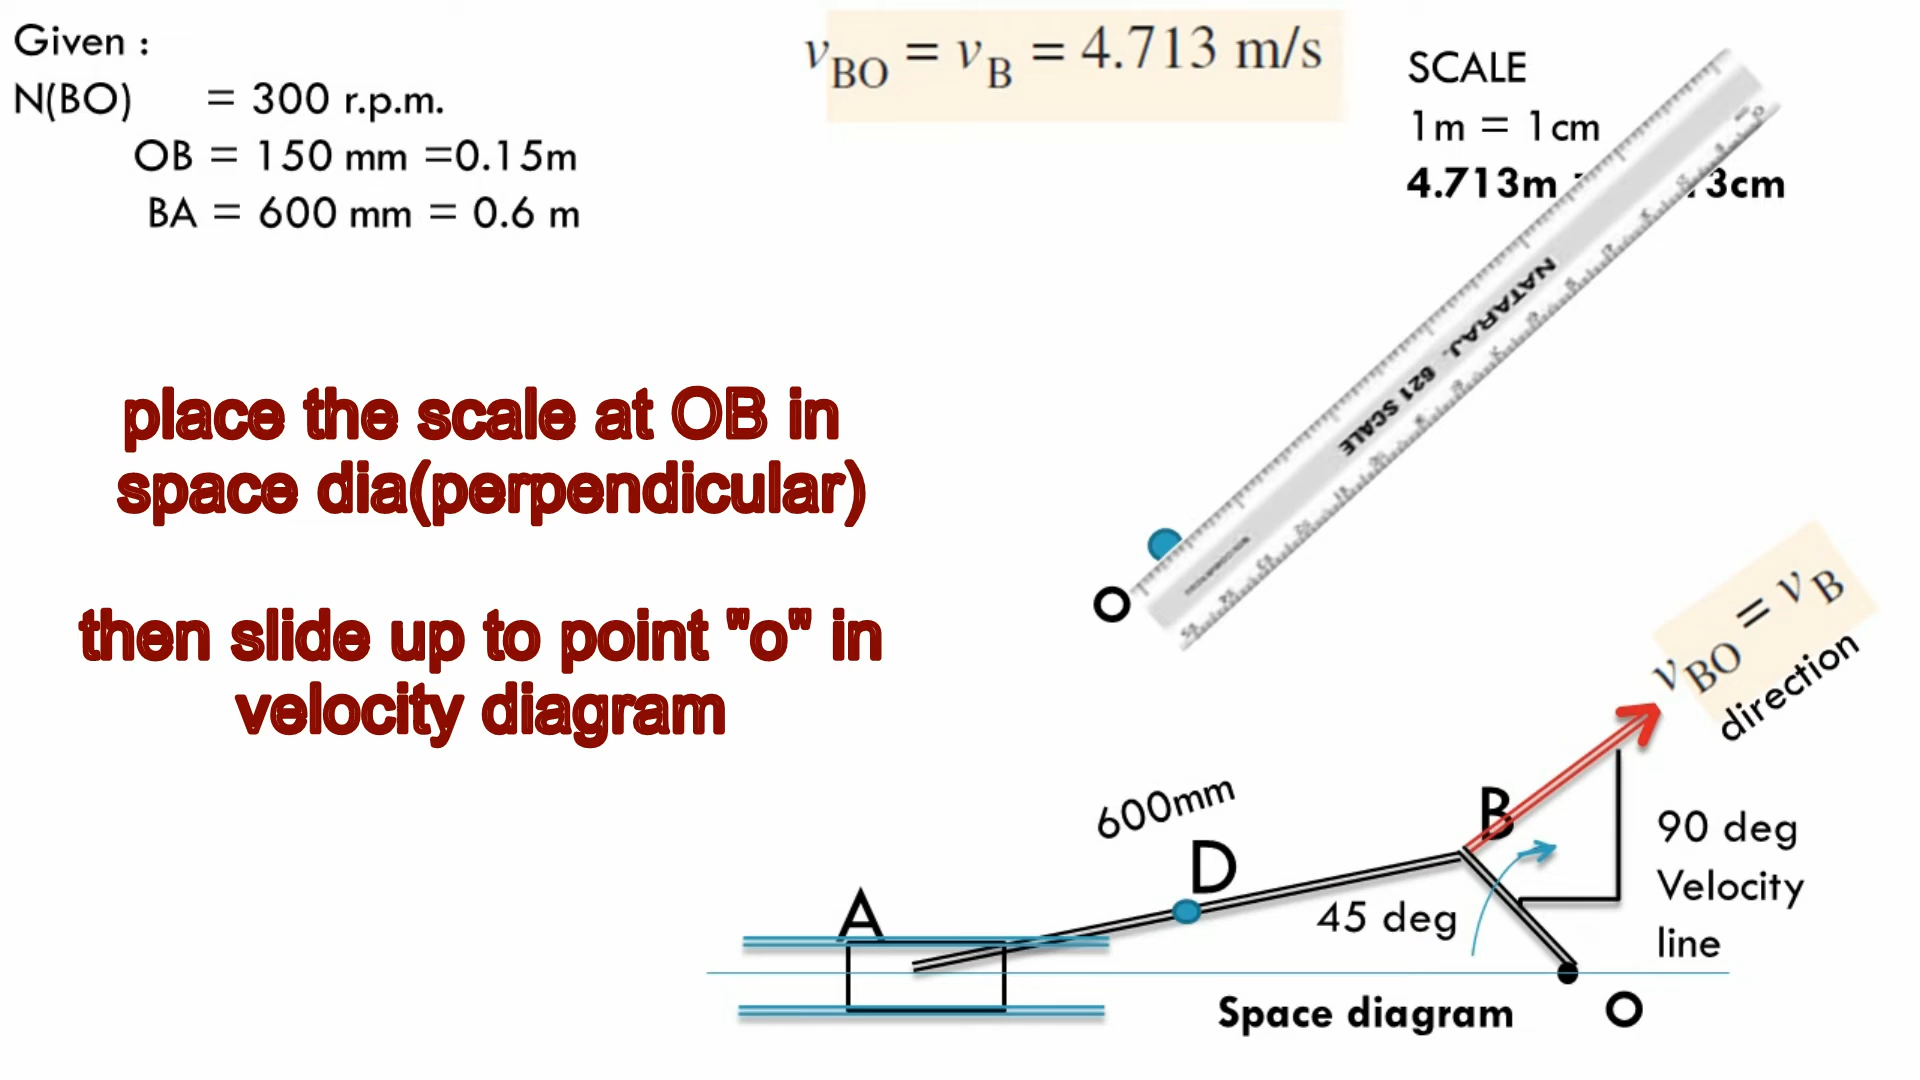 Given :
N(BO) = 300 r.p.m.
OB = 150 mm =0.15m
BA = 600 mm = 0.6 m
vBO = vB = 4.713 m/s
SCALE
1m = 1cm
4.713m 3cm
NATARAJ.
621 SCALE
place the scale at OB in
space dia(perpendicular)
then slide up to point "o" in
velocity diagram
O
vBO = vB
direction
600mm
B
D
A
45 deg
90 deg
Velocity
line
Space diagram
O